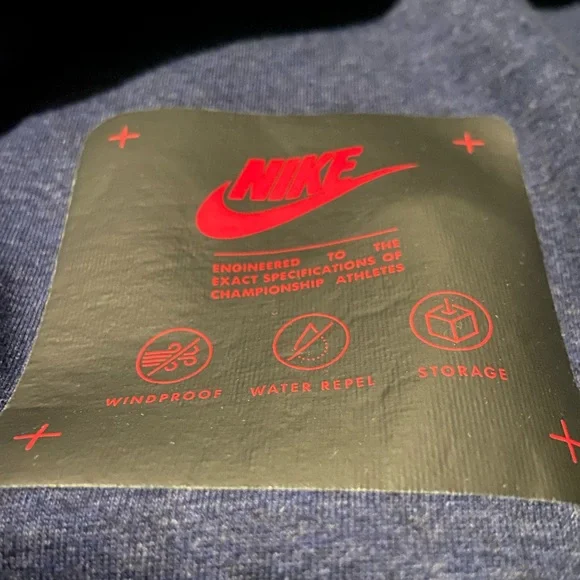 NIKE
ENGINEERED TO THE
EXACT SPECIFICATIONS OF
CHAMPIONSHIP ATHLETES
WINDPROOF
WATER REPEL
STORAGE